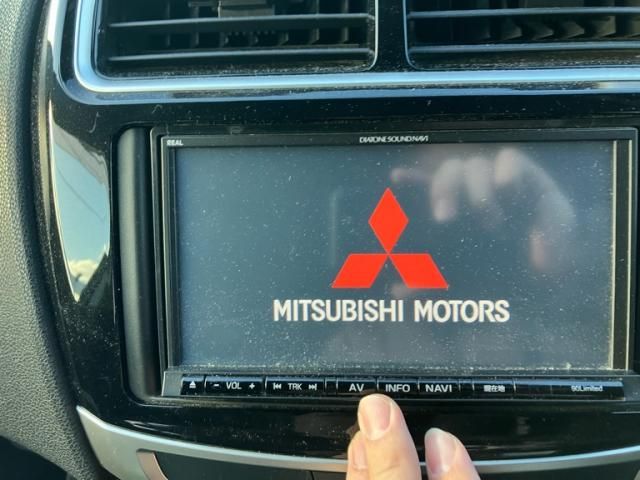 REAL DIATONE SOUND.NAVI
MITSUBISHI MOTORS
− VOL + TRK AV INFO NAVI 現在地 90Limited